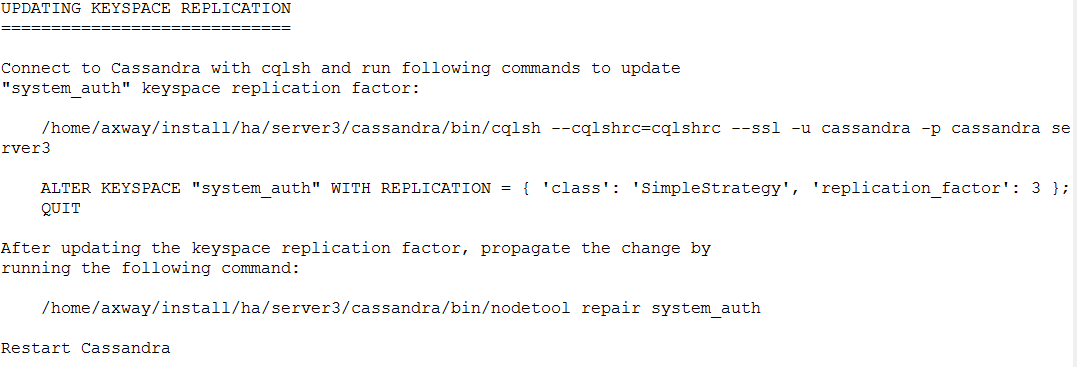 UPDATING KEYSPACE REPLICATION
=============================
Connect to Cassandra with cqlsh and run following commands to update
"system_auth" keyspace replication factor:
/home/axway/install/ha/server3/cassandra/bin/cqlsh --cqlshrc=cqlshrc --ssl -u cassandra -p cassandra se
rver3
ALTER KEYSPACE "system_auth" WITH REPLICATION = { 'class': 'SimpleStrategy', 'replication_factor': 3 };
QUIT
After updating the keyspace replication factor, propagate the change by
running the following command:
/home/axway/install/ha/server3/cassandra/bin/nodetool repair system_auth
Restart Cassandra